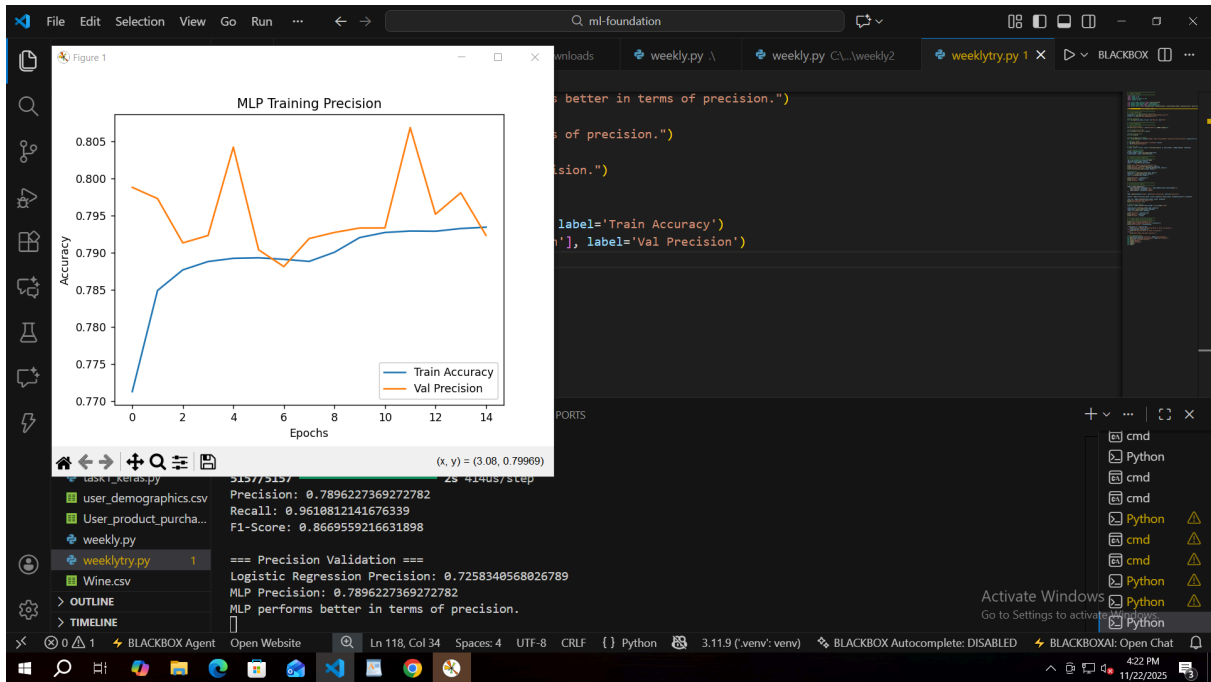 File Edit Selection View Go Run ··· ml-foundation
Figure 1
wnloads weekly.py .\ weekly.py C:\...\weekly2 weeklytry.py 1 BLACKBOX
MLP Training Precision
Accuracy
0.805
0.800
0.795
0.790
0.785
0.780
0.775
0.770
0 2 4 6 8 10 12 14
Epochs
Train Accuracy
Val Precision
(x, y) = (3.08, 0.79969)
s better in terms of precision.")
s of precision.")
ision.")
label='Train Accuracy')
'], label='Val Precision')
PORTS
task1_keras.py
user_demographics.csv
User_product_purcha...
weekly.py
weeklytry.py 1
Wine.csv
OUTLINE
TIMELINE
5157/5157 2s 414us/step
Precision: 0.7896227369272782
Recall: 0.9610812141676339
F1-Score: 0.8669559216631898
=== Precision Validation ===
Logistic Regression Precision: 0.7258340568026789
MLP Precision: 0.7896227369272782
MLP performs better in terms of precision.
cmd
Python
cmd
cmd
Python
cmd
cmd
Python
Python
Python
Activate Windows
Go to Settings to activate Windows.
0 1 BLACKBOX Agent Open Website Ln 118, Col 34 Spaces: 4 UTF-8 CRLF { } Python 3.11.9 ('.venv': venv) BLACKBOX Autocomplete: DISABLED BLACKBOXAI: Open Chat
4:22 PM
11/22/2025
3